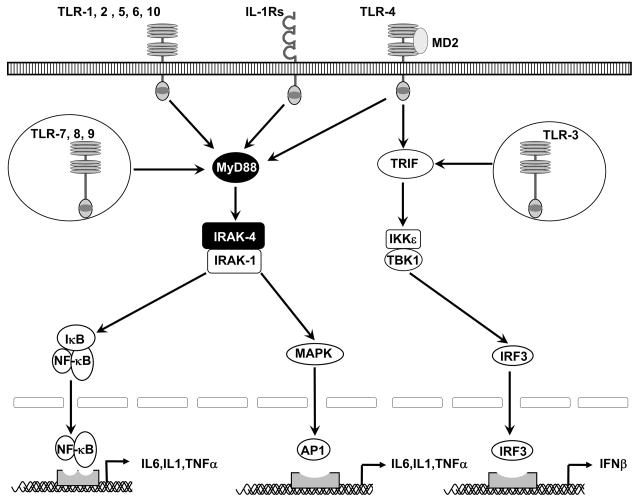 TLR-1, 2 , 5, 6, 10
IL-1Rs
TLR-4
MD2
TLR-7, 8, 9
TLR-3
MyD88
TRIF
IRAK-4
IRAK-1
IKKε
TBK1
IκB
NF-κB
MAPK
IRF3
NF-κB
AP1
IRF3
IL6,IL1,TNFα
IL6,IL1,TNFα
IFNβ